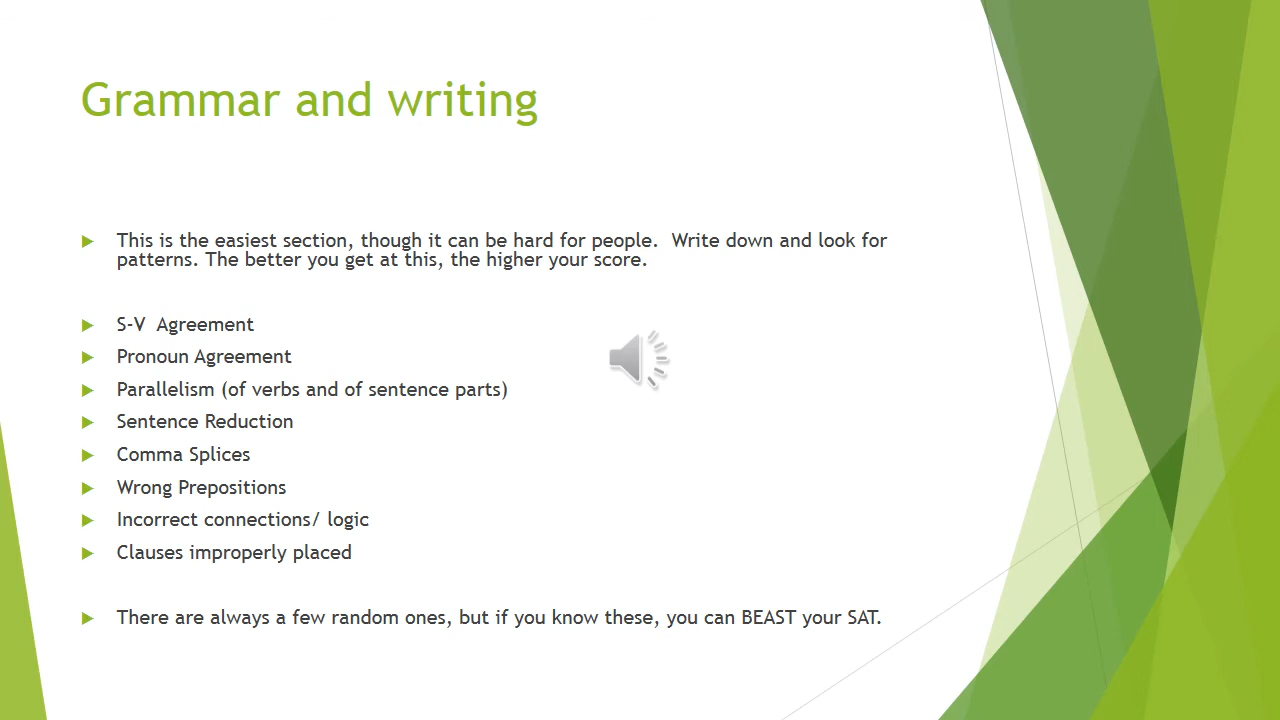 Grammar and writing
This is the easiest section, though it can be hard for people.  Write down and look for
patterns. The better you get at this, the higher your score.
S-V  Agreement
Pronoun Agreement
Parallelism (of verbs and of sentence parts)
Sentence Reduction
Comma Splices
Wrong Prepositions
Incorrect connections/ logic
Clauses improperly placed
There are always a few random ones, but if you know these, you can BEAST your SAT.